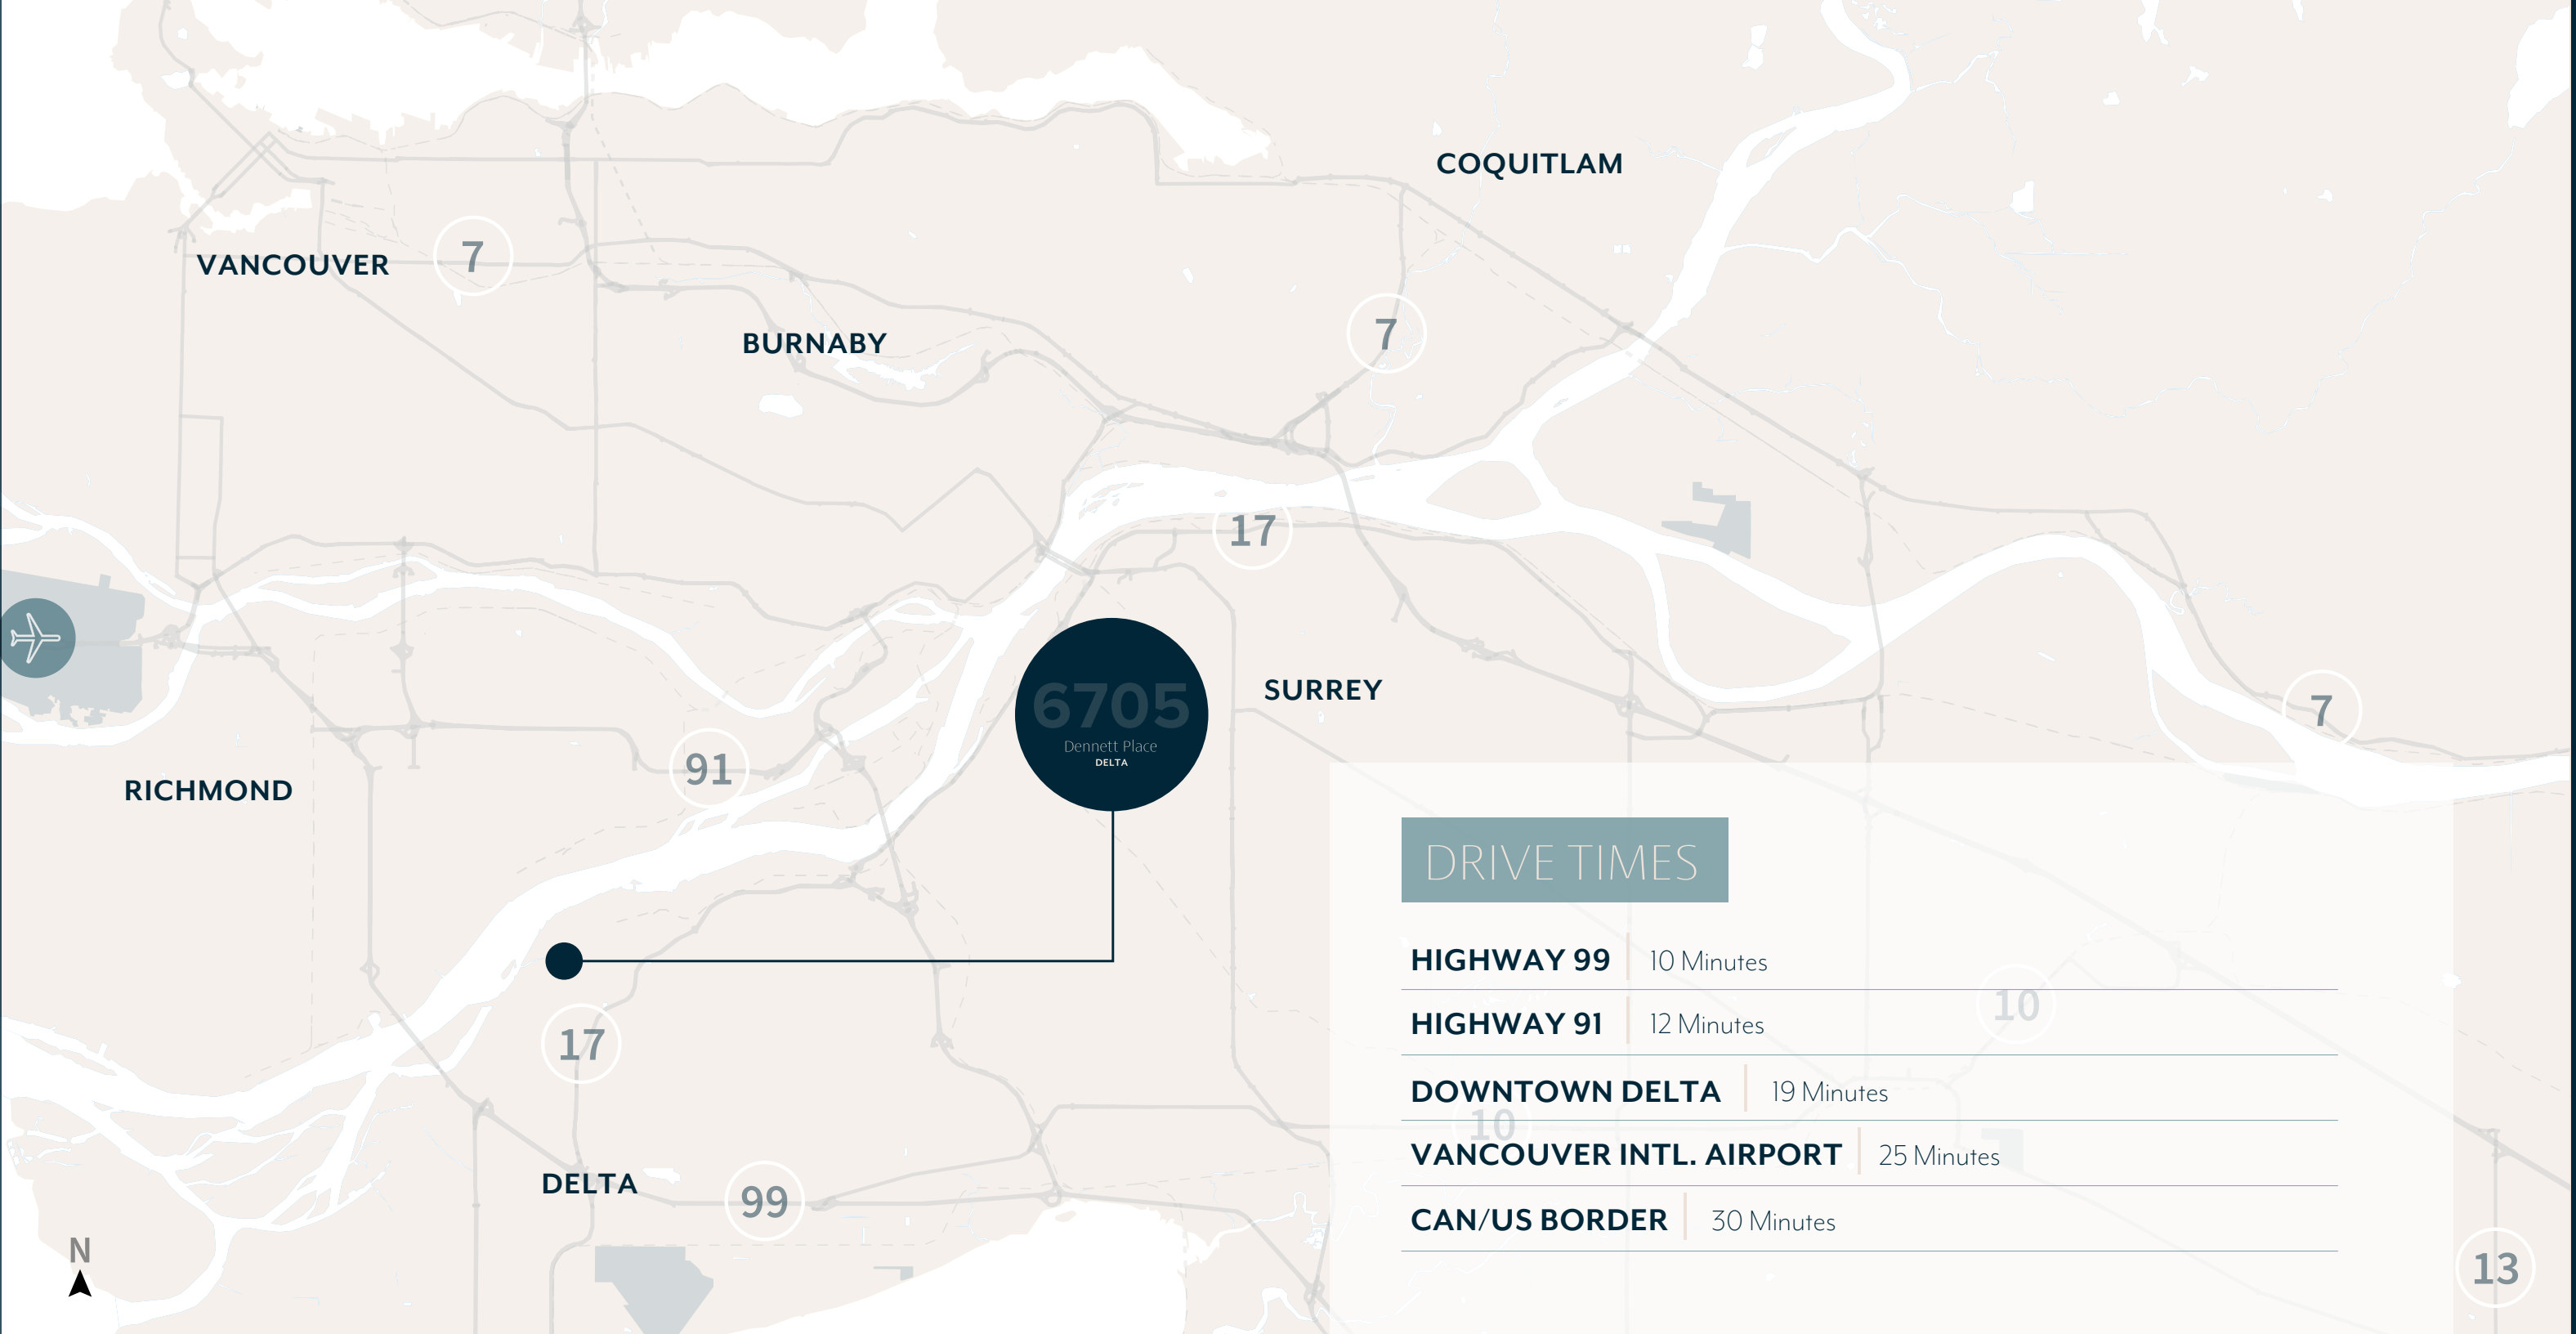 COQUITLAM
VANCOUVER
7
BURNABY
7
17
6705
Dennett Place
DELTA
SURREY
7
91
RICHMOND
DRIVE TIMES
HIGHWAY 99 10 Minutes
10
HIGHWAY 91 12 Minutes
17
DOWNTOWN DELTA 19 Minutes
10
VANCOUVER INTL. AIRPORT 25 Minutes
DELTA
99
CAN/US BORDER 30 Minutes
N
13